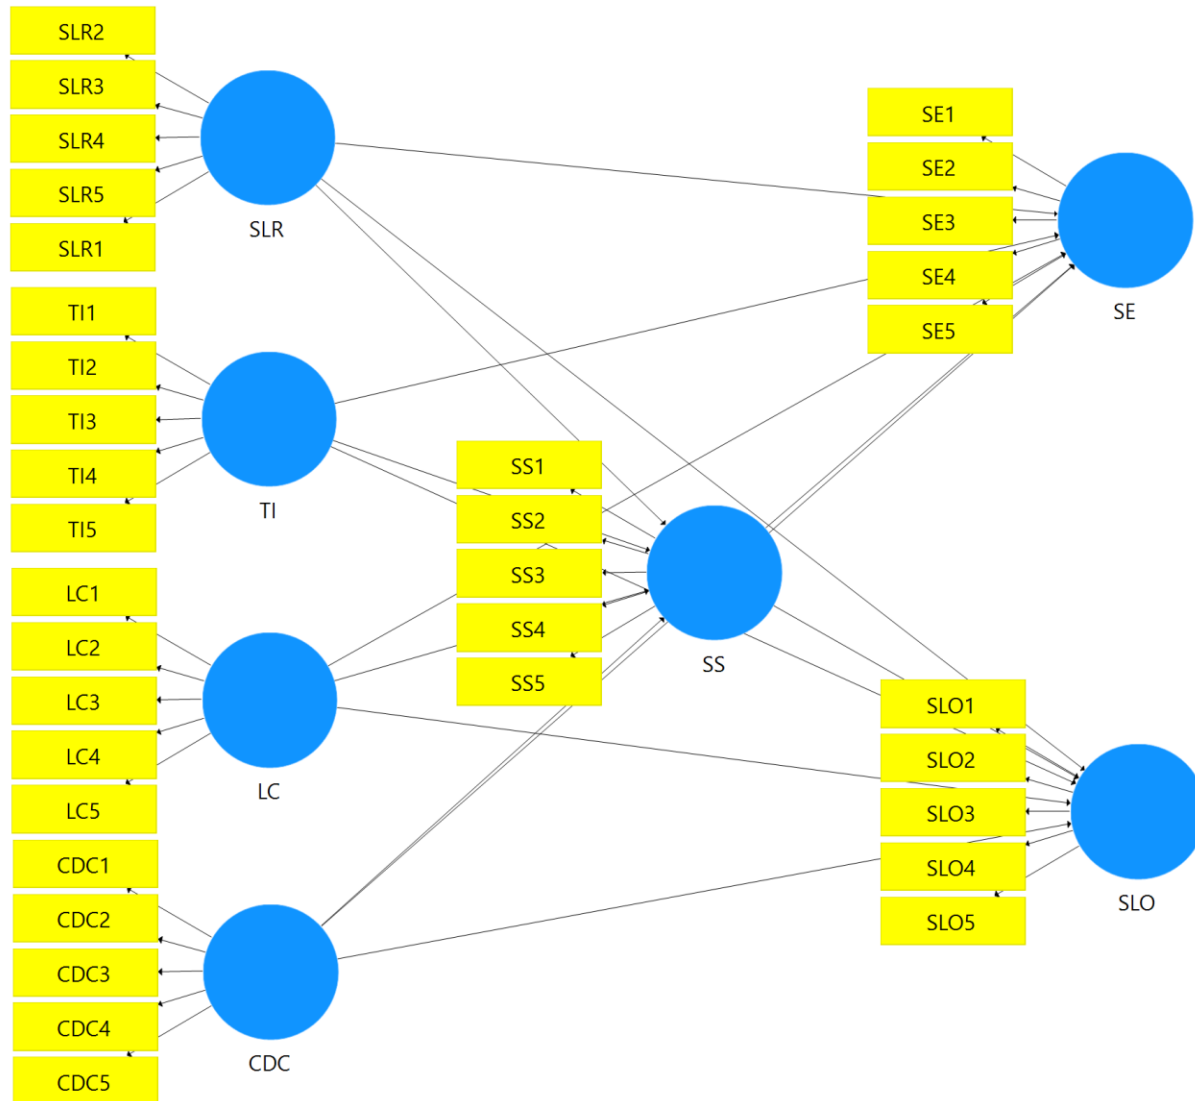 SLR2
SLR3
SLR4
SLR5
SLR1
SLR
TI1
TI2
TI3
TI4
TI5
TI
LC1
LC2
LC3
LC4
LC5
LC
CDC1
CDC2
CDC3
CDC4
CDC5
CDC
SS1
SS2
SS3
SS4
SS5
SS
SE1
SE2
SE3
SE4
SE5
SE
SLO1
SLO2
SLO3
SLO4
SLO5
SLO